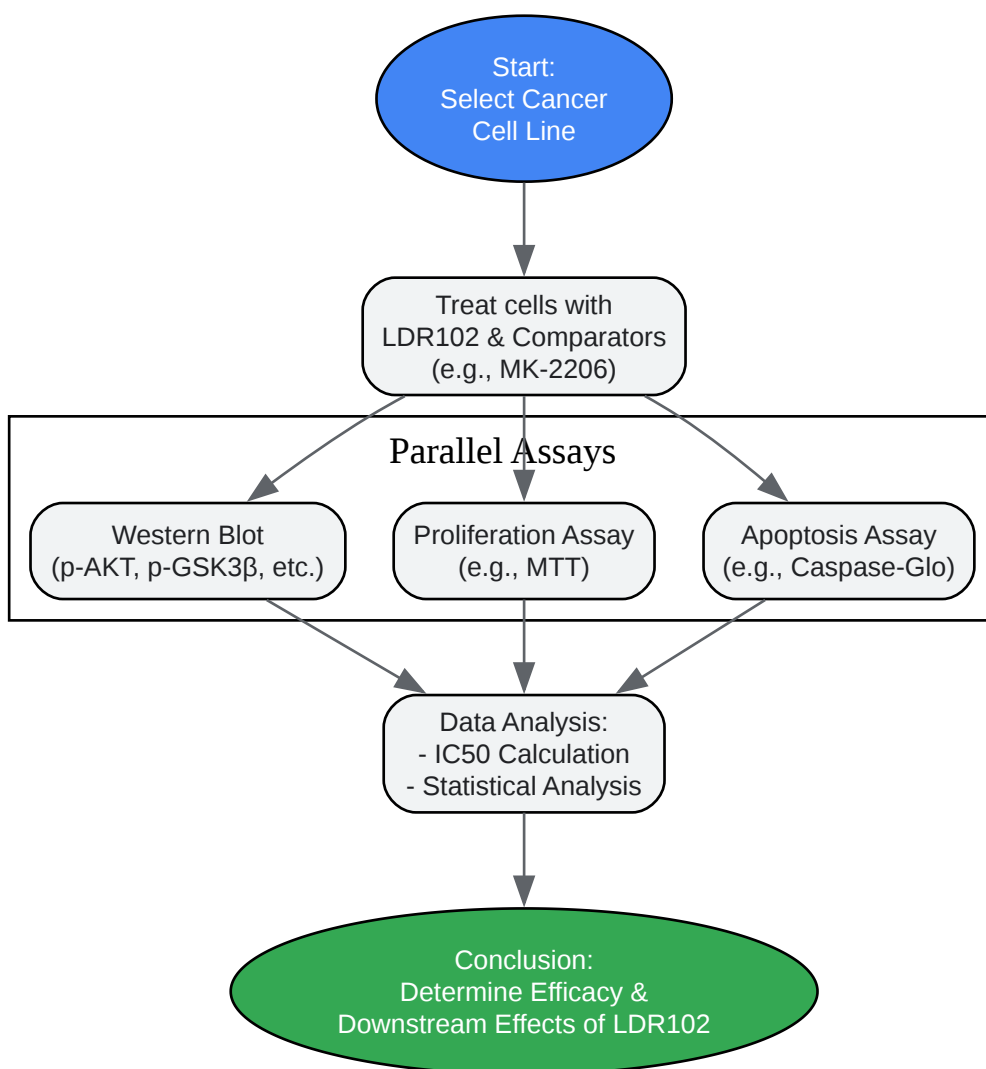 Start:
Select Cancer
Cell Line
Treat cells with
LDR102 & Comparators
(e.g., MK-2206)
Parallel Assays
Western Blot
(p-AKT, p-GSK3β, etc.)
Proliferation Assay
(e.g., MTT)
Apoptosis Assay
(e.g., Caspase-Glo)
Data Analysis:
- IC50 Calculation
- Statistical Analysis
Conclusion:
Determine Efficacy &
Downstream Effects of LDR102